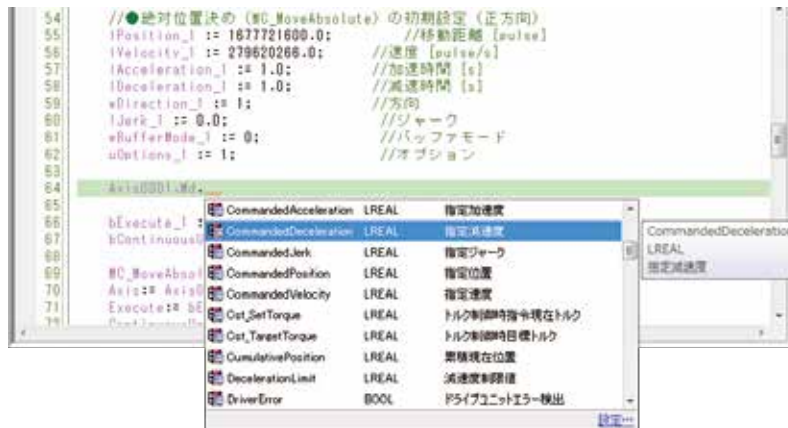 54 //●絶対位置決め（MC_MoveAbsolute）の初期設定（正方向）
55 lPosition_1 := 1677721600.0; //移動距離 [pulse]
56 lVelocity_1 := 279620266.0; //速度 [pulse/s]
57 lAcceleration_1 := 1.0; //加速時間 [s]
58 lDeceleration_1 := 1.0; //減速時間 [s]
59 eDirection_1 := 1; //方向
60 lJerk_1 := 0.0; //ジャーク
61 eBufferMode_1 := 0; //バッファモード
62 uOptions_1 := 1; //オプション
63
64 Axis0001.Md.
65
66 bExecute_1 :
67 bContinuousU
68
69 MC_MoveAbsol
70 Axis:= Axis0
71 Execute:= bE
72
CommandedAcceleration LREAL 指定加速度
CommandedDeceleration LREAL 指定減速度
CommandedJerk LREAL 指定ジャーク
CommandedPosition LREAL 指定位置
CommandedVelocity LREAL 指定速度
Cst_SetTorque LREAL トルク制御時指令現在トルク
Cst_TargetTorque LREAL トルク制御時目標トルク
CumulativePosition LREAL 累積現在位置
DecelerationLimit LREAL 減速度制限値
DriverError BOOL ドライブユニットエラー検出
設定…
CommandedDeceleratio
LREAL
指定減速度